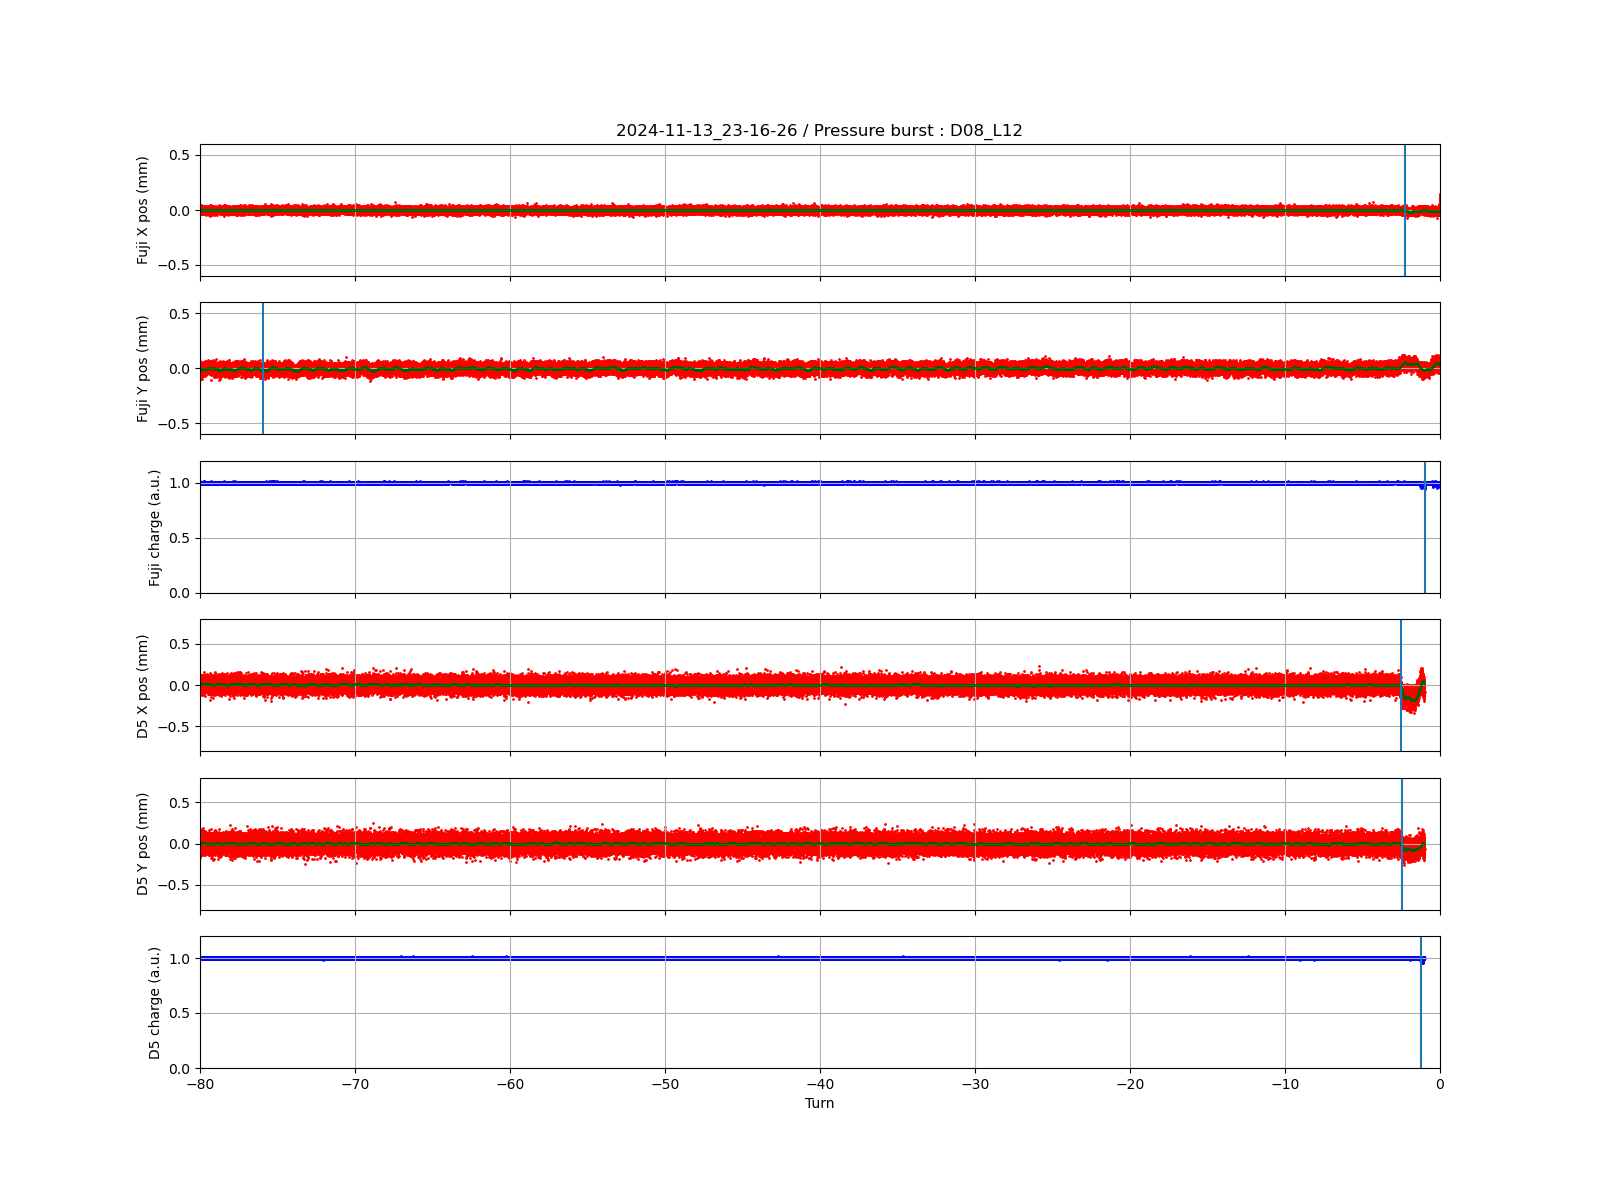 2024-11-13_23-16-26 / Pressure burst : D08_L12
Fuji X pos (mm)
0.5
0.0
−0.5
Fuji Y pos (mm)
0.5
0.0
−0.5
Fuji charge (a.u.)
1.0
0.5
0.0
D5 X pos (mm)
0.5
0.0
−0.5
D5 Y pos (mm)
0.5
0.0
−0.5
D5 charge (a.u.)
1.0
0.5
0.0
−80 −70 −60 −50 −40 −30 −20 −10 0
Turn